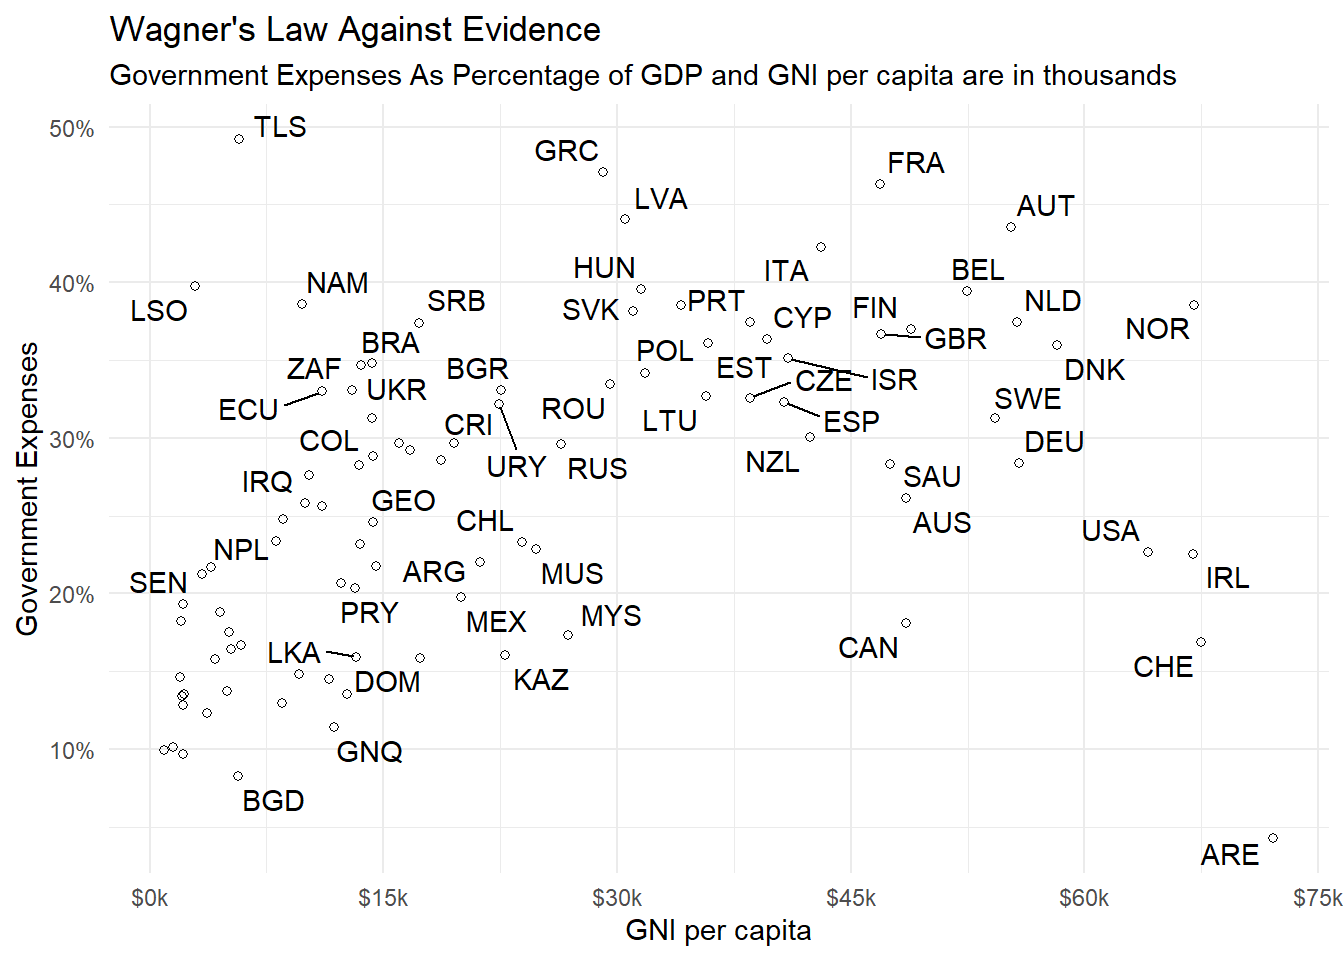 Wagner's Law Against Evidence
Government Expenses As Percentage of GDP and GNI per capita are in thousands
50%
40%
30%
20%
10%
Government Expenses
TLS
GRC
FRA
LVA
AUT
ITA
BEL
HUN
LSO
NAM
SRB
SVK
PRT
CYP
FIN
NLD
NOR
BRA
GBR
POL
ZAF
UKR
BGR
EST
CZE
ISR
DNK
ECU
ROU
LTU
ESP
SWE
COL
CRI
URY
RUS
NZL
DEU
IRQ
GEO
SAU
CHL
AUS
USA
NPL
SEN
ARG
MUS
IRL
PRY
MEX
MYS
CAN
LKA
DOM
KAZ
CHE
GNQ
BGD
ARE
$0k
$15k
$30k
$45k
$60k
$75k
GNI per capita